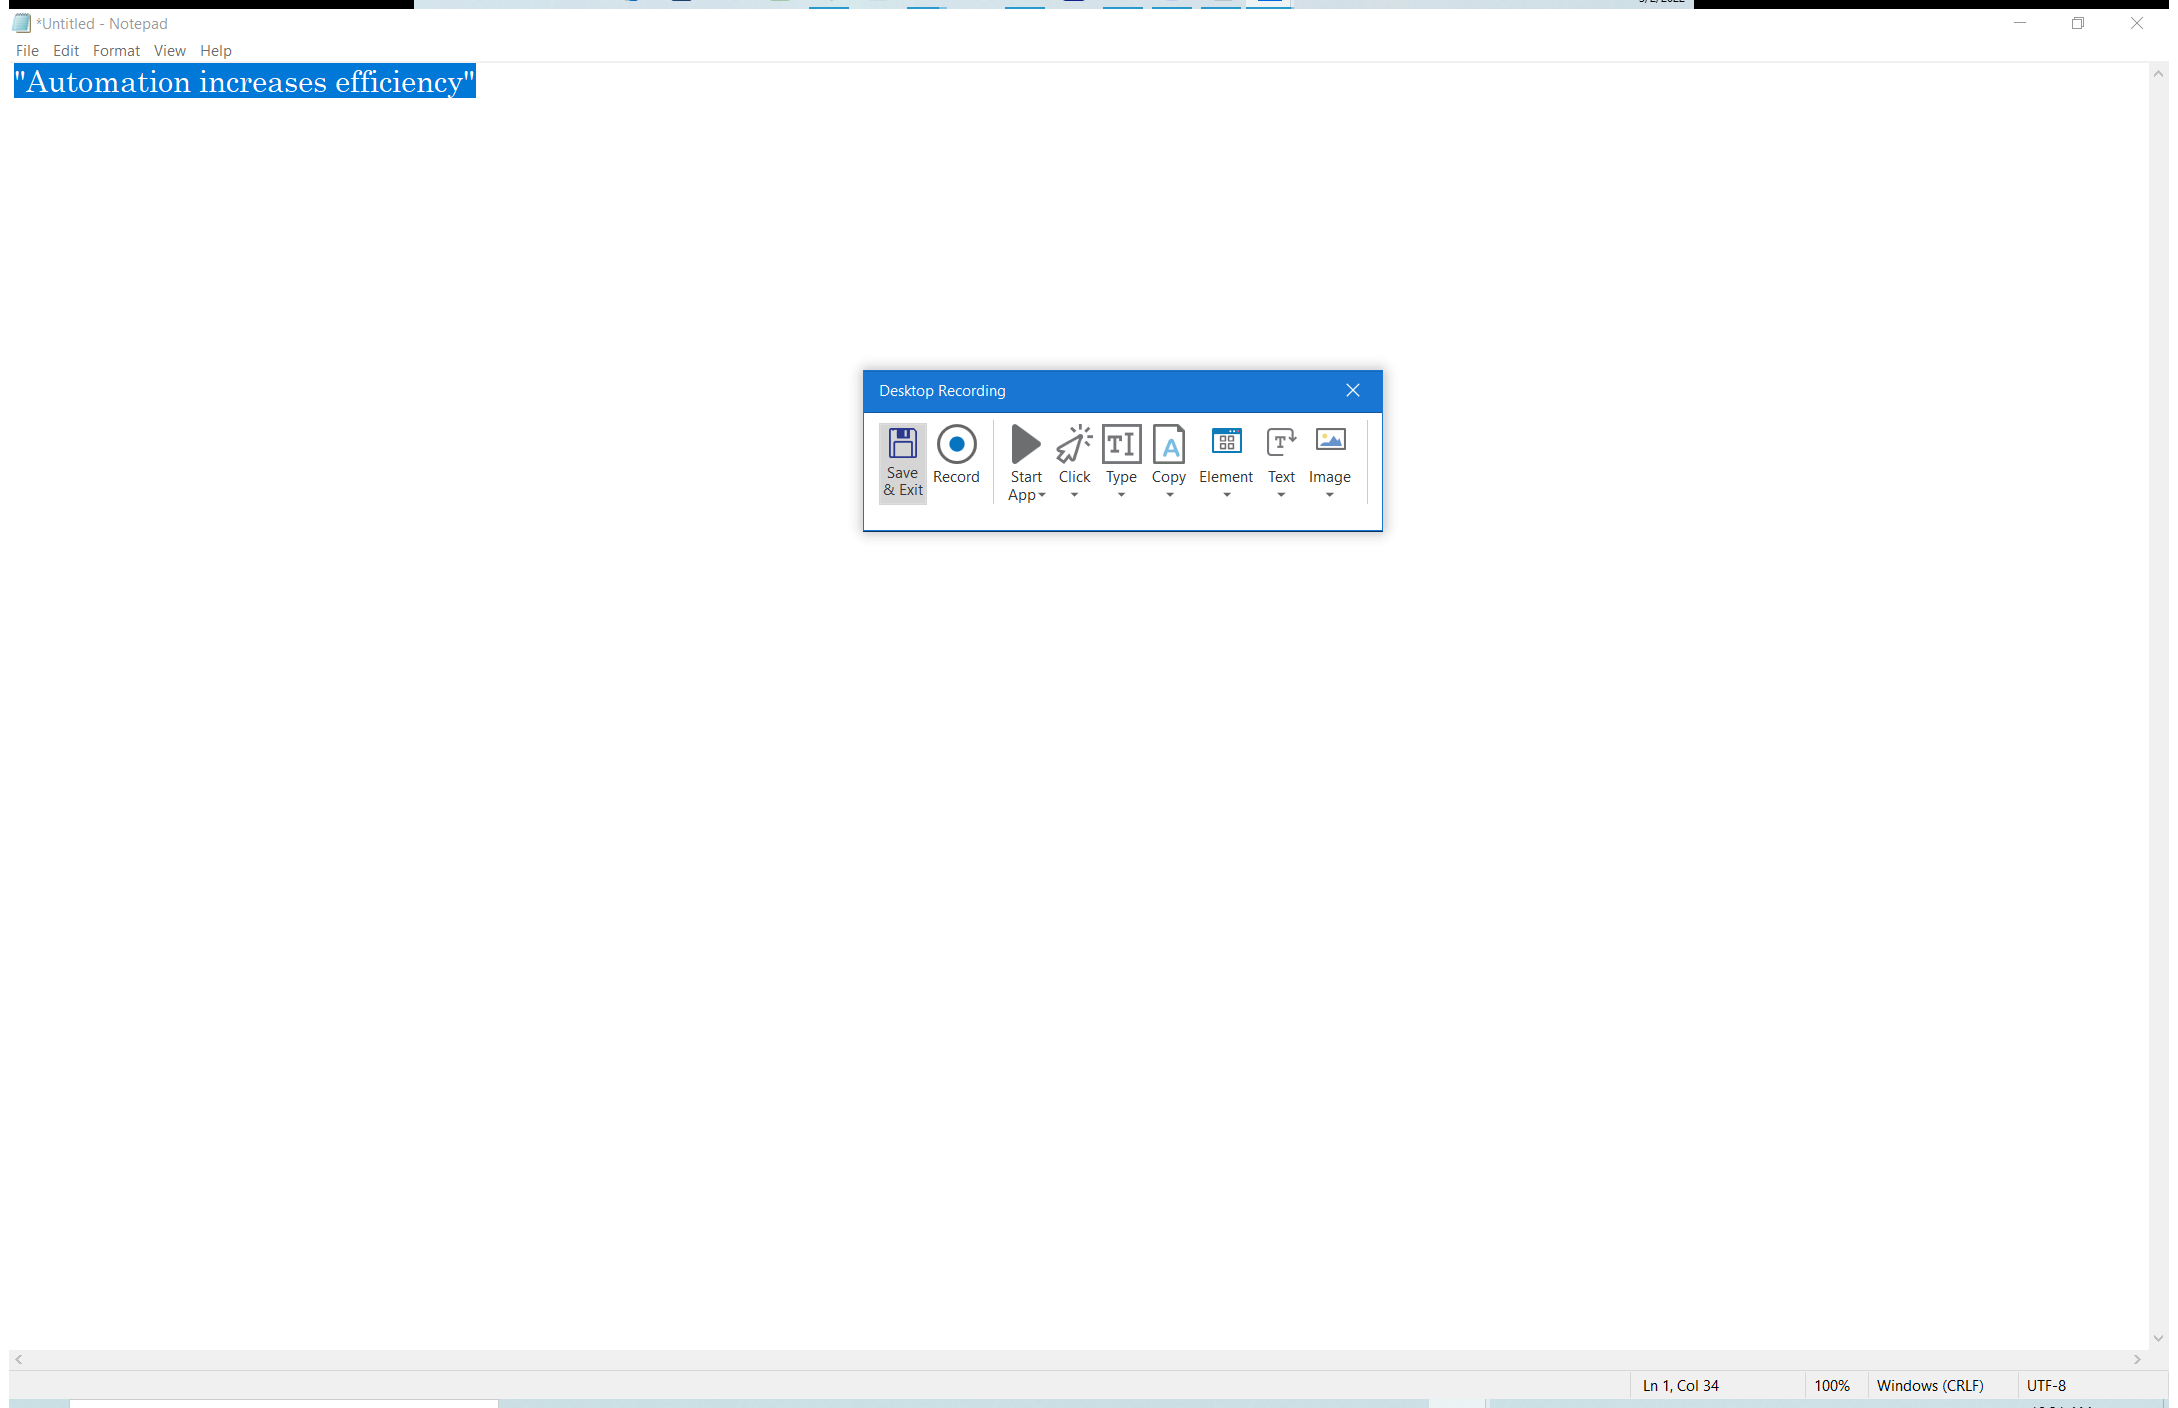 *Untitled - Notepad
File Edit Format View Help
"Automation increases efficiency"
Desktop Recording
Save & Exit
Record
Start App
Click
Type
Copy
Element
Text
Image
Ln 1, Col 34
100%
Windows (CRLF)
UTF-8